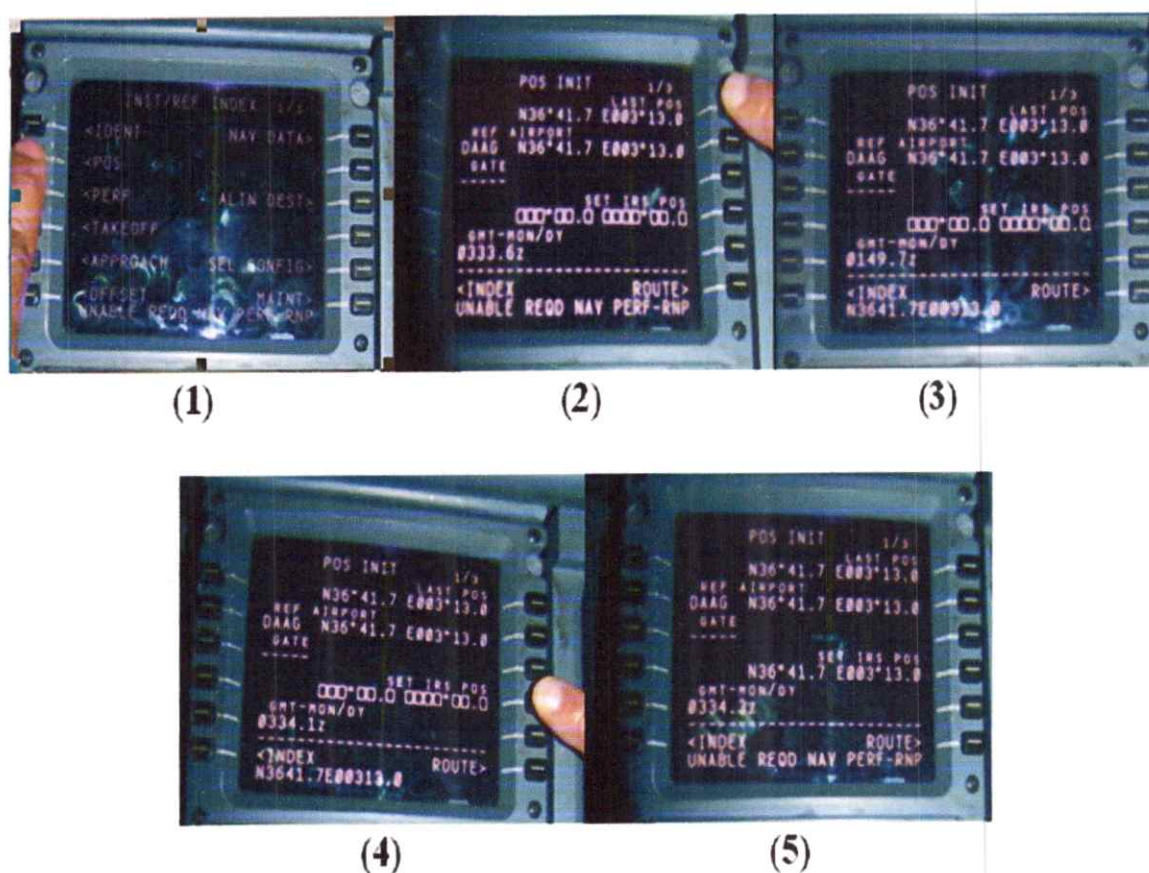 INIT/REF INDEX 1/3
<IDENT NAV DATA>
<POS
<PERF ALIN DEST>
<TAKEOFF
<APPROACH SEL CONFIG>
<OFFSET MAINT>
UNABLE REQD NAV PERF-RNP
(1)
POS INIT 1/3
LAST POS
N36°41.7 E003°13.0
REF AIRPORT
DAAG N36°41.7 E003°13.0
GATE
-----
SET IRS POS
□□□°□□.□ □□□□°□□.□
GMT-MON/DY
0333.6z
<INDEX ROUTE>
UNABLE REQD NAV PERF-RNP
(2)
POS INIT 1/3
LAST POS
N36°41.7 E003°13.0
REF AIRPORT
DAAG N36°41.7 E003°13.0
GATE
-----
SET IRS POS
□□□°□□.□ □□□□°□□.□
GMT-MON/DY
0149.7z
<INDEX ROUTE>
N3641.7E00313.0
(3)
POS INIT 1/3
LAST POS
N36°41.7 E003°13.0
REF AIRPORT
DAAG N36°41.7 E003°13.0
GATE
-----
SET IRS POS
□□□°□□.□ □□□□°□□.□
GMT-MON/DY
0334.1z
<INDEX ROUTE>
N3641.7E00313.0
(4)
POS INIT 1/3
LAST POS
N36°41.7 E003°13.0
REF AIRPORT
DAAG N36°41.7 E003°13.0
GATE
-----
SET IRS POS
N36°41.7 E003°13.0
GMT-MON/DY
0334.2z
<INDEX ROUTE>
UNABLE REQD NAV PERF-RNP
(5)